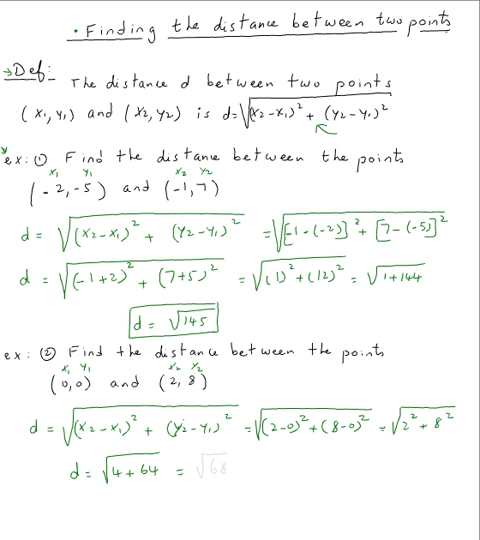 • Finding the distance between two points
→ Def: The distance d between two points
(x₁, y₁) and (x₂, y₂) is d = √(x₂-x₁)² + (y₂-y₁)²
ex: ① Find the distance between the points
x₁ y₁ x₂ y₂
(-2, -5) and (-1, 7)
d = √(x₂-x₁)² + (y₂-y₁)² = √[-1-(-2)]² + [7-(-5)]²
d = √(-1+2)² + (7+5)² = √(1)² + (12)² = √1+144
d = √145
ex: ② Find the distance between the points
x₁ y₁ x₂ y₂
(0,0) and (2, 8)
d = √(x₂-x₁)² + (y₂-y₁)² = √(2-0)² + (8-0)² = √2² + 8²
d = √4+64 = √68